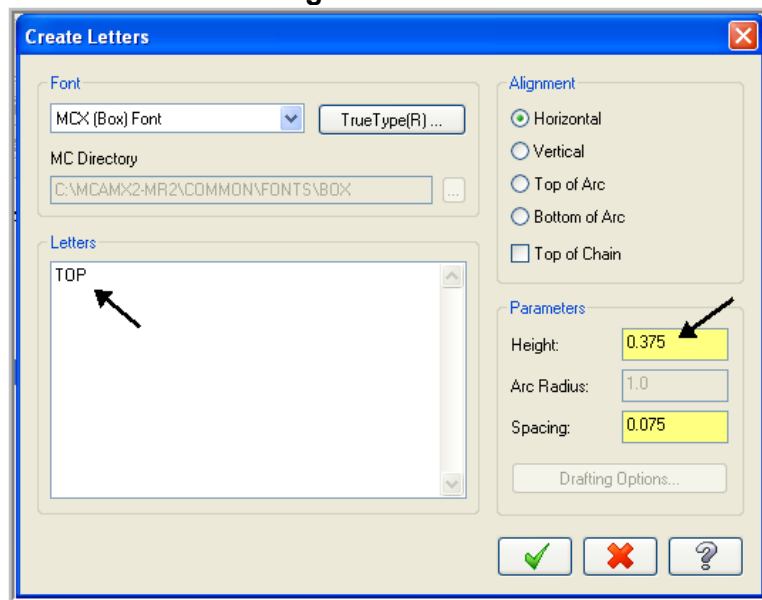 Create Letters
Font
MCX (Box) Font
TrueType(R) ...
MC Directory
C:\MCAMX2-MR2\COMMON\FONTS\BOX
...
Letters
TOP
Alignment
Horizontal
Vertical
Top of Arc
Bottom of Arc
Top of Chain
Parameters
Height: 0.375
Arc Radius: 1.0
Spacing: 0.075
Drafting Options...
?